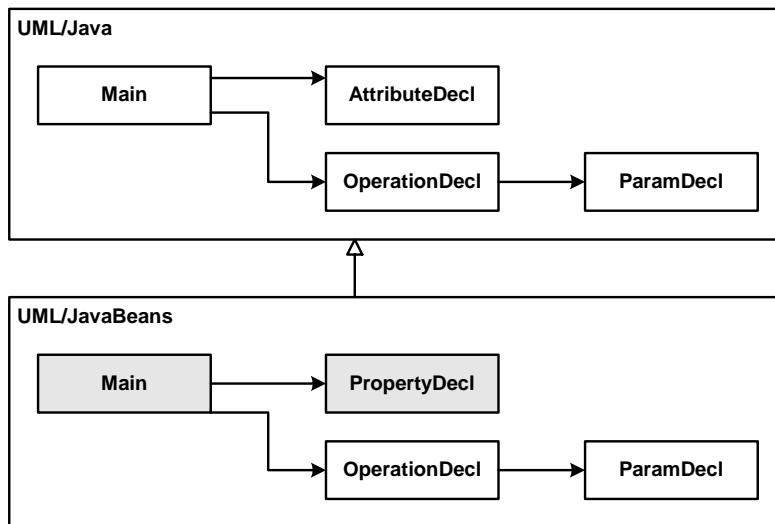 UML/Java
Main
AttributeDecl
OperationDecl
ParamDecl
UML/JavaBeans
Main
PropertyDecl
OperationDecl
ParamDecl